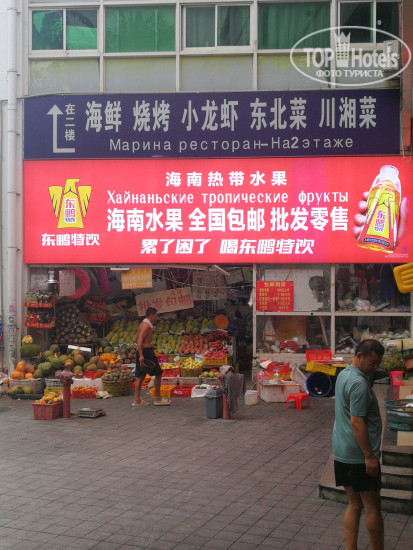 TopHotels
ФОТО ТУРИСТА
在二楼
海鲜 烧烤 小龙虾 东北菜 川湘菜
Марина ресторан-На2этаже
海南热带水果
Хайнаньские тропические фрукты
海南水果 全国包邮 批发零售
东鹏特饮
累了困了 喝东鹏特饮